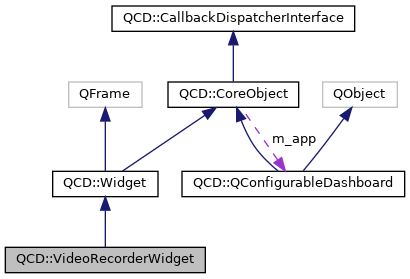 QCD::CallbackDispatcherInterface
QFrame
QCD::CoreObject
QObject
m_app
QCD::Widget
QCD::QConfigurableDashboard
QCD::VideoRecorderWidget